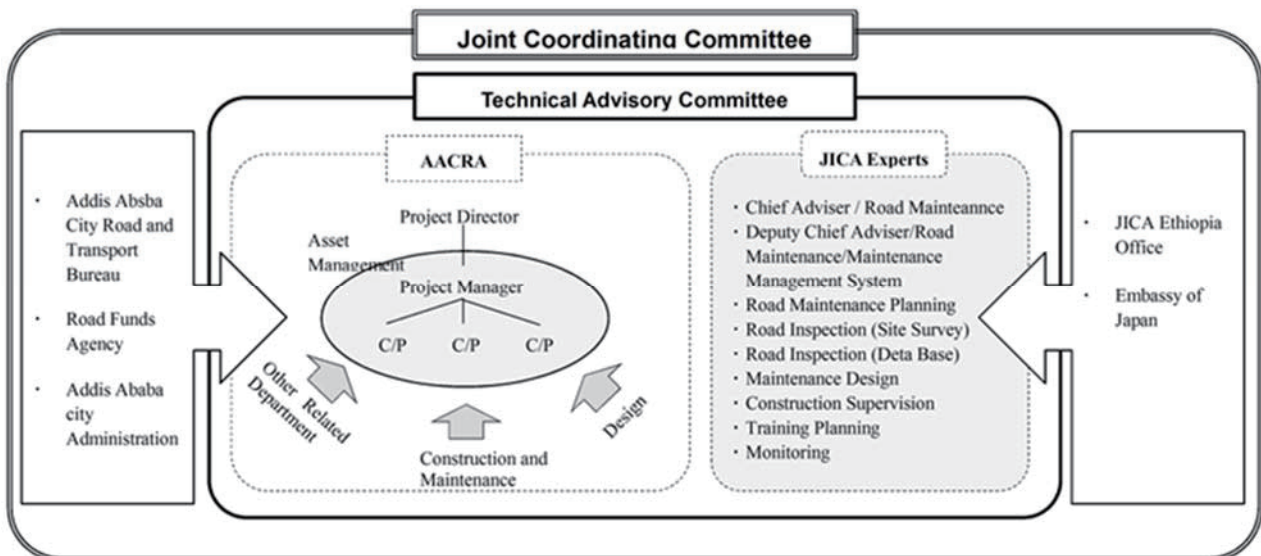 Joint Coordinating Committee
Technical Advisory Committee
・ Addis Absba
City Road and
Transport
Bureau
・ Road Funds
Agency
・ Addis Ababa
city
Administration
AACRA
Project Director
Asset
Management
Project Manager
C/P C/P C/P
Other Related
Department
Construction and
Maintenance
Design
JICA Experts
・Chief Adviser / Road Mainteannce
・Deputy Chief Adviser/Road
Maintenance/Maintenance
Management System
・Road Maintenance Planning
・Road Inspection (Site Survey)
・Road Inspection (Deta Base)
・Maintenance Design
・Construction Supervision
・Training Planning
・Monitoring
・ JICA Ethiopia
Office
・ Embassy of
Japan